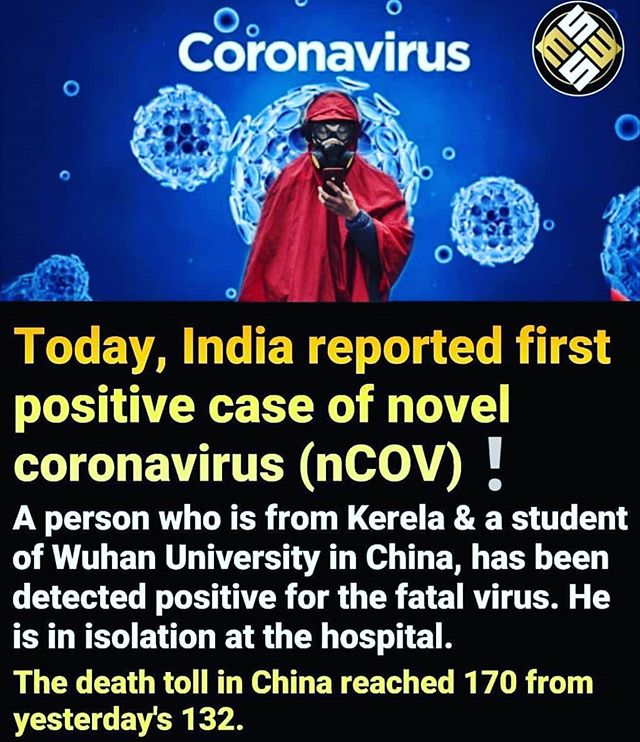 Coronavirus
Today, India reported first
positive case of novel
coronavirus (nCOV) ❕
A person who is from Kerela & a student
of Wuhan University in China, has been
detected positive for the fatal virus. He
is in isolation at the hospital.
The death toll in China reached 170 from
yesterday's 132.